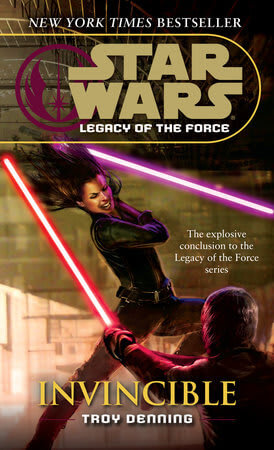 NEW YORK TIMES BESTSELLER
STAR
WARS®
LEGACY OF THE FORCE
The explosive
conclusion to the
Legacy of the Force
series
INVINCIBLE
TROY DENNING